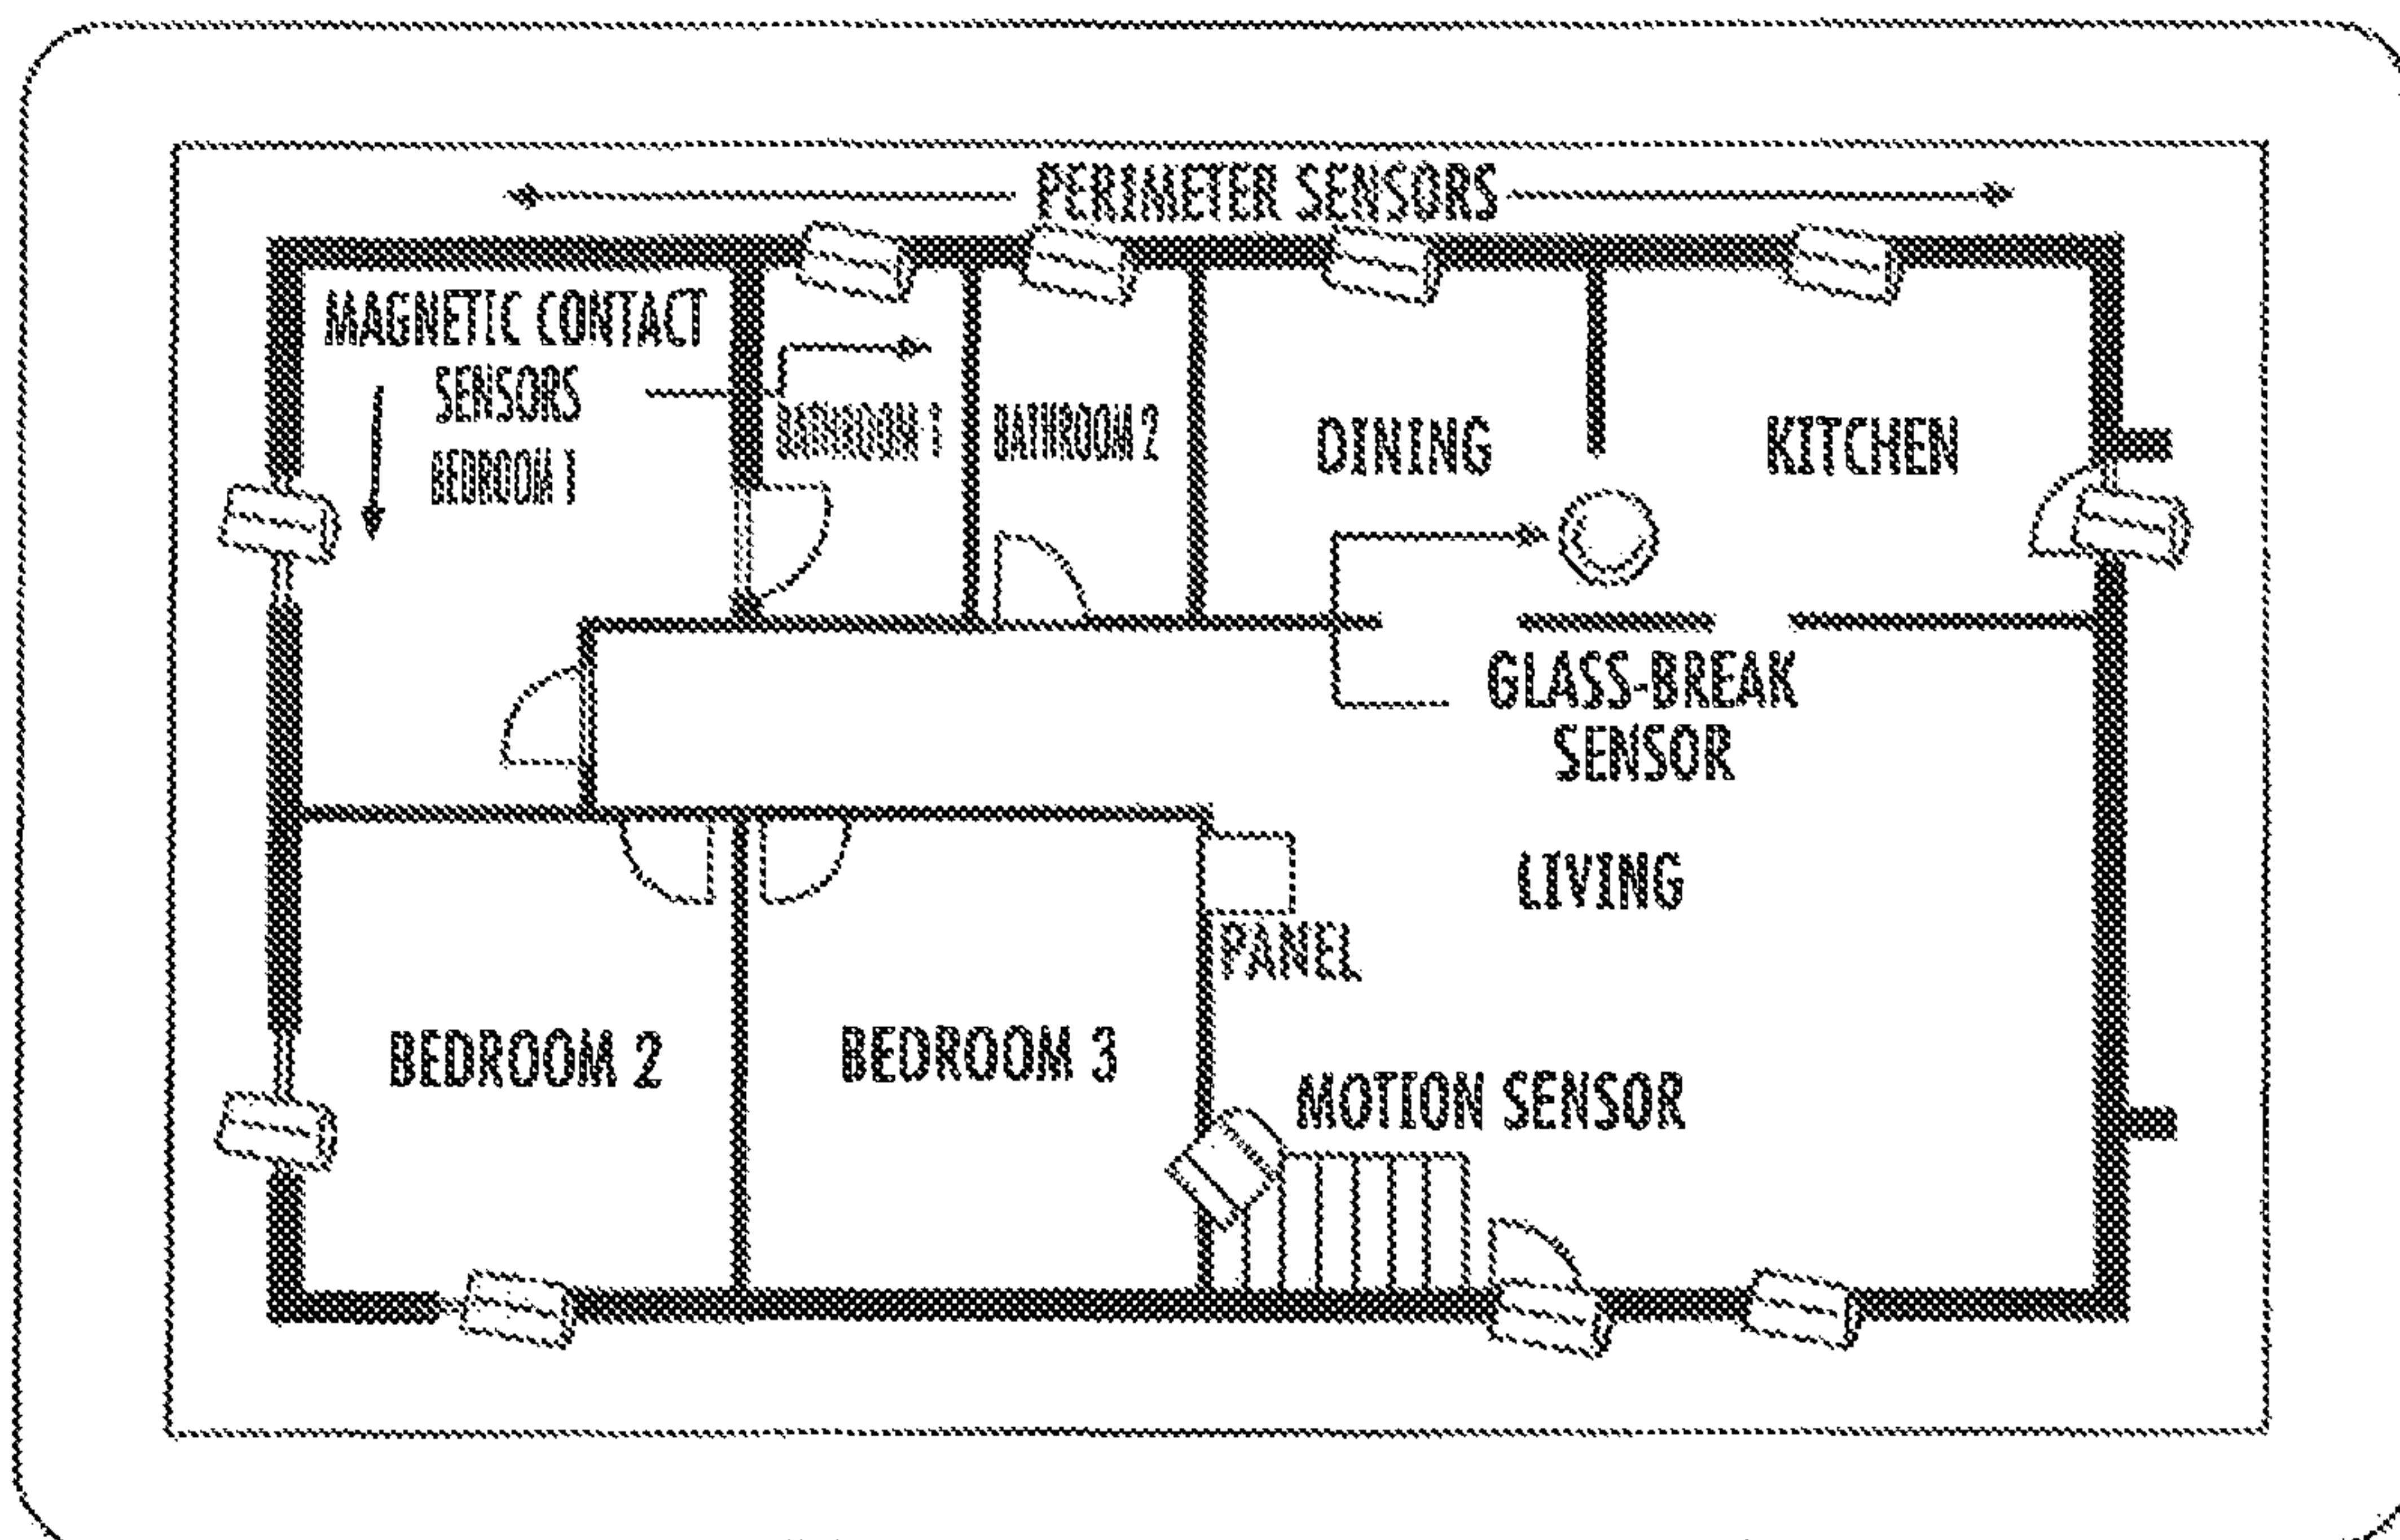 PERIMETER SENSORS
MAGNETIC CONTACT
SENSORS
BEDROOM 1
BATHROOM 1
BATHROOM 2
DINING
KITCHEN
GLASS-BREAK
SENSOR
LIVING
PANEL
BEDROOM 2
BEDROOM 3
MOTION SENSOR